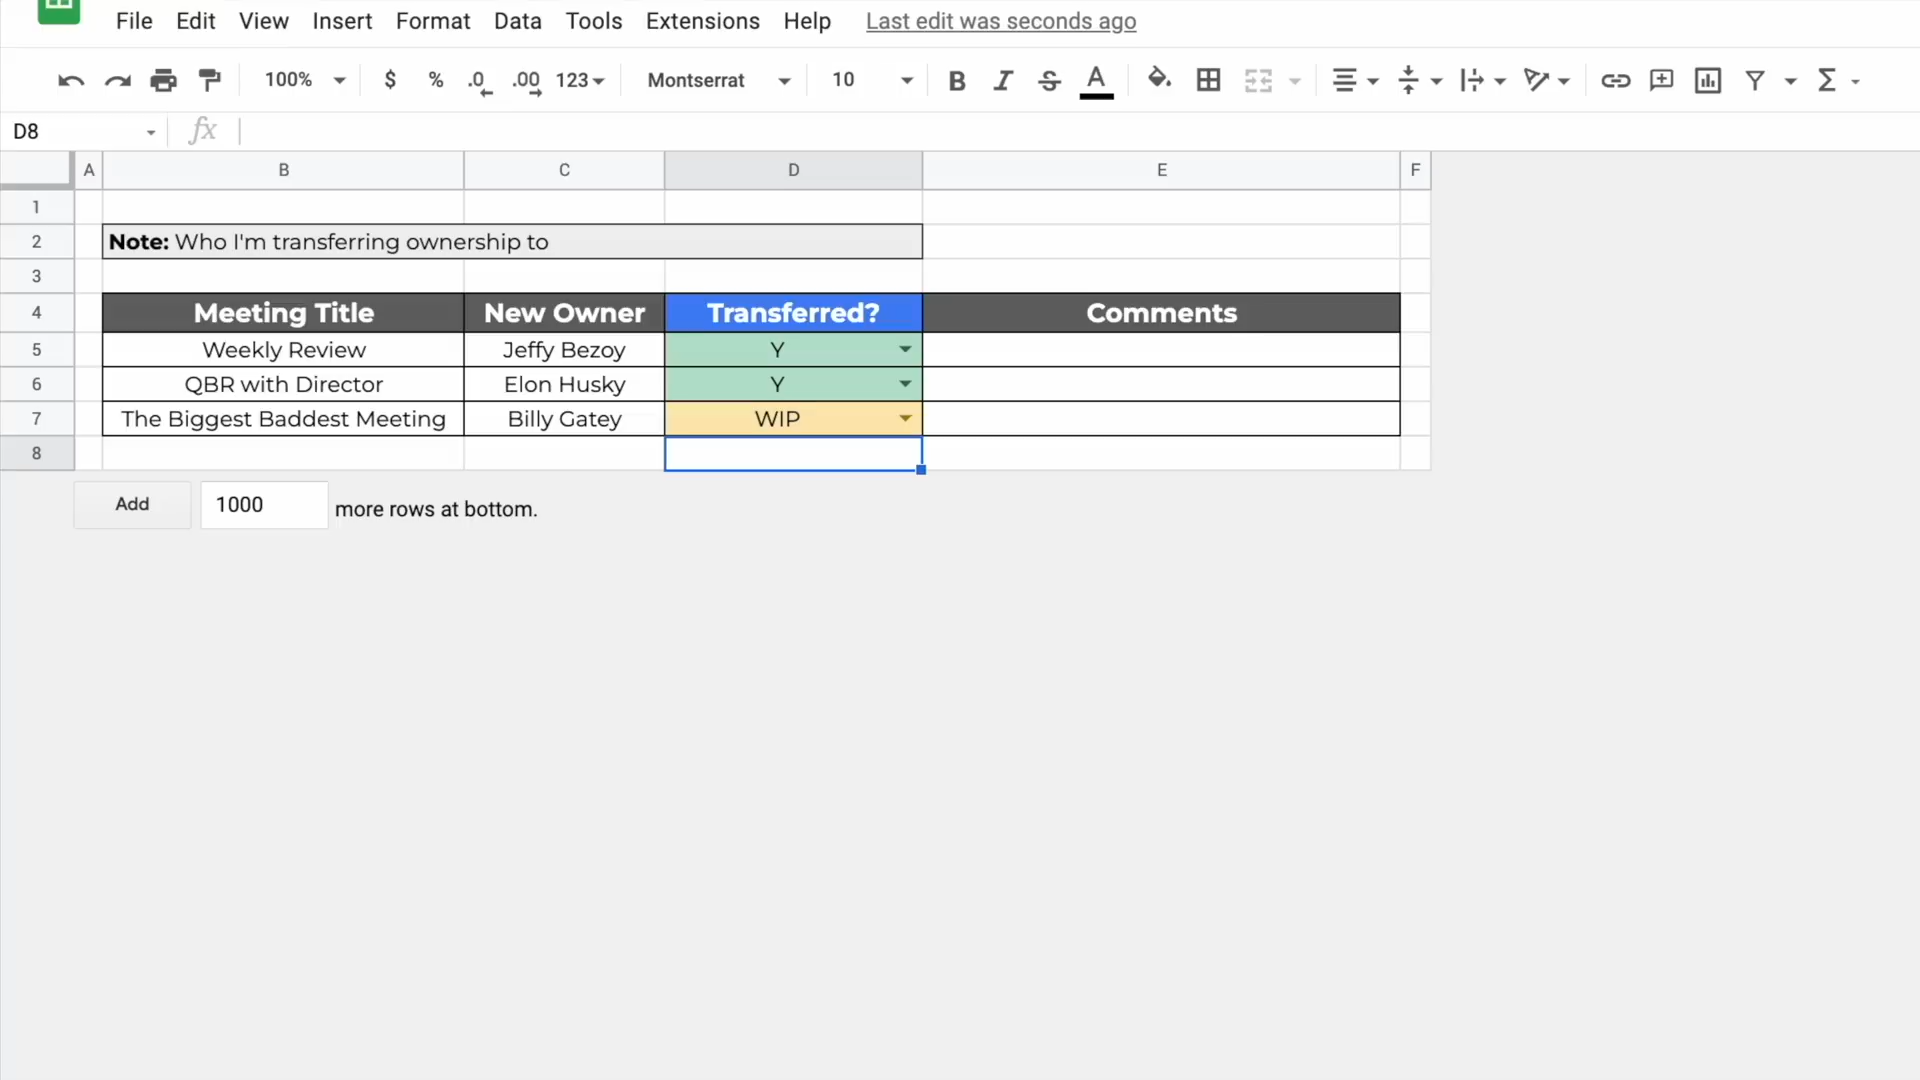 File Edit View Insert Format Data Tools Extensions Help Last edit was seconds ago
100% $ % .0 .00 123 Montserrat 10 B I S A Σ
D8 fx
A B C D E F
1
2 Note: Who I'm transferring ownership to
3
4 Meeting Title New Owner Transferred? Comments
5 Weekly Review Jeffy Bezoy Y
6 QBR with Director Elon Husky Y
7 The Biggest Baddest Meeting Billy Gatey WIP
8
Add 1000 more rows at bottom.